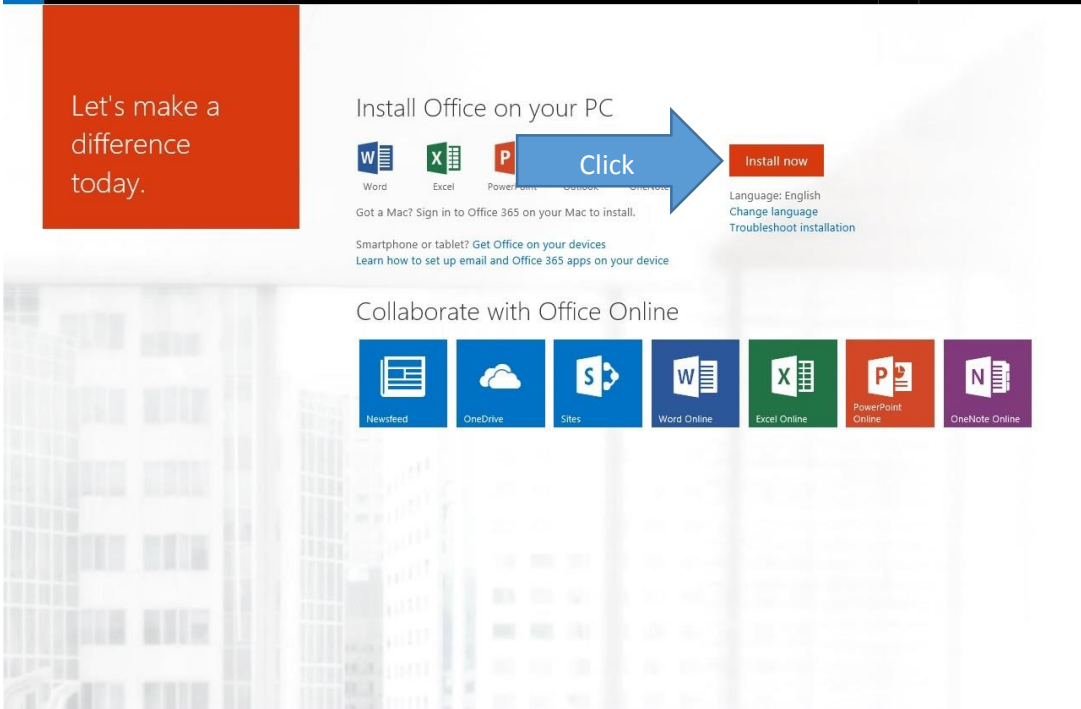 Let's make a
difference
today.
Install Office on your PC
Click
Install now
Word Excel PowerPoint Outlook OneNote
Language: English
Got a Mac? Sign in to Office 365 on your Mac to install.
Change language
Troubleshoot installation
Smartphone or tablet? Get Office on your devices
Learn how to set up email and Office 365 apps on your device
Collaborate with Office Online
Newsfeed
OneDrive
Sites
Word Online
Excel Online
PowerPoint
Online
OneNote Online